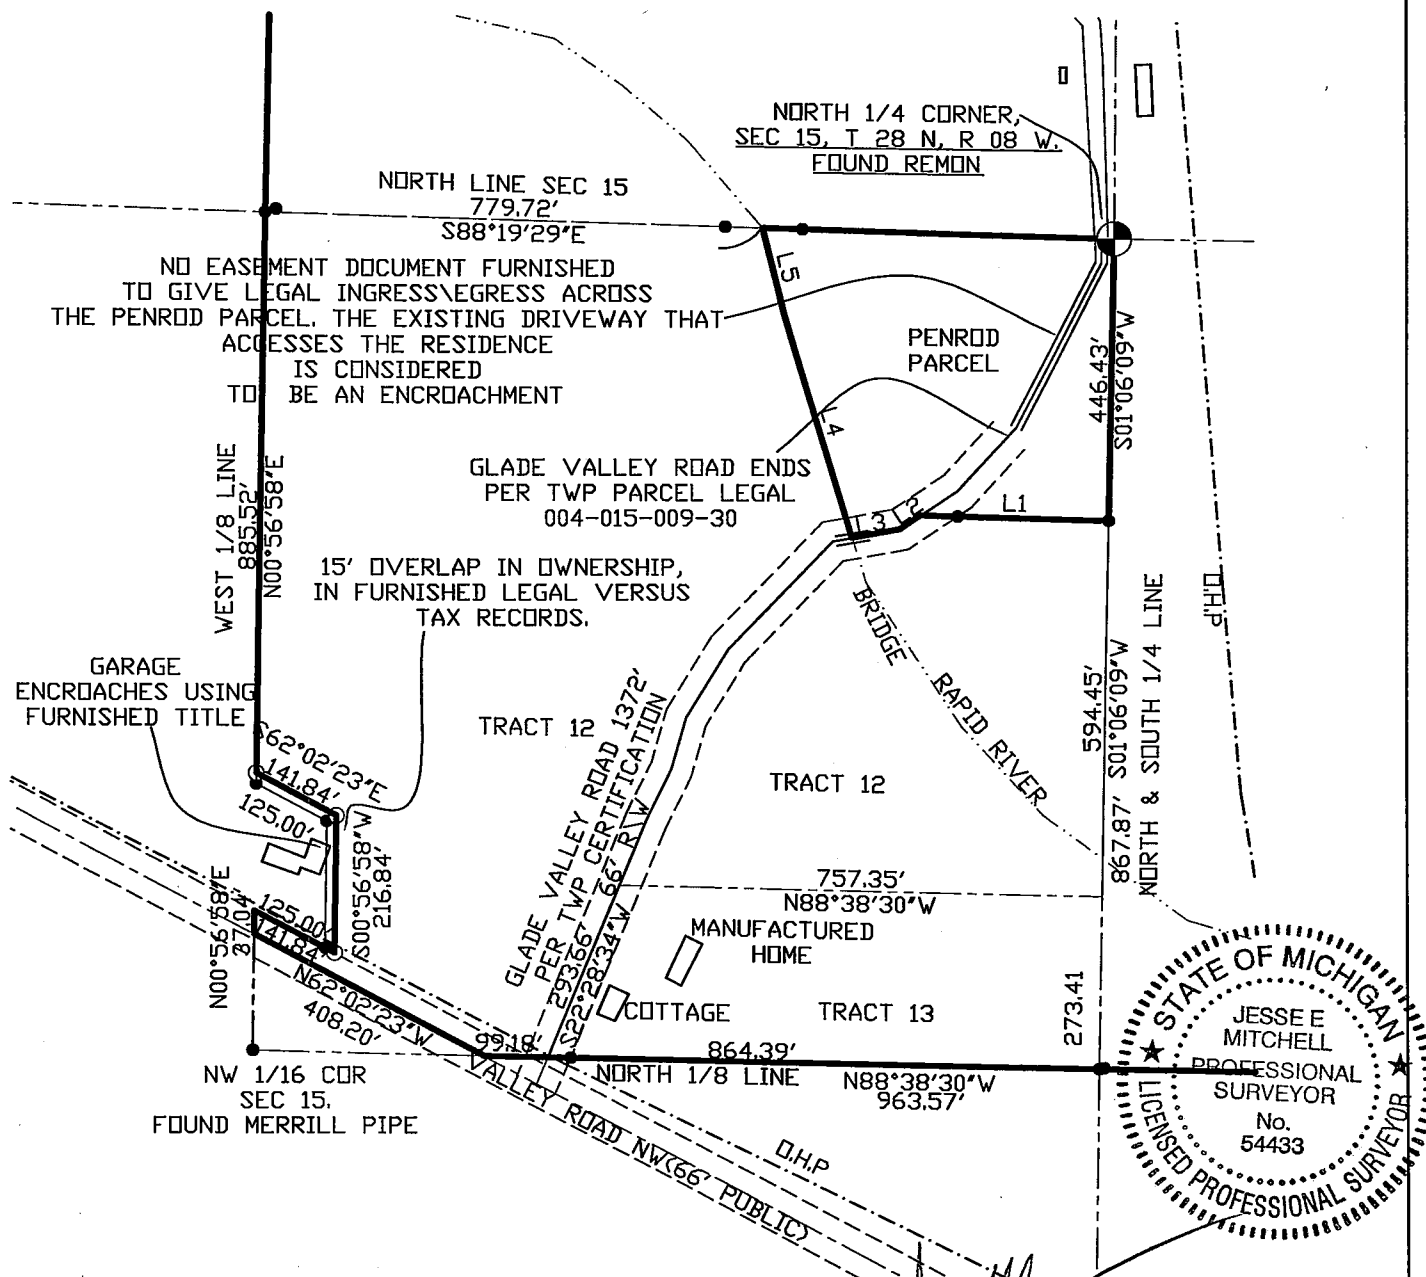 NORTH 1/4 CORNER,
SEC 15, T 28 N, R 08 W.
FOUND REMON
NORTH LINE SEC 15
779.72'
S88°19'29"E
NO EASEMENT DOCUMENT FURNISHED
TO GIVE LEGAL INGRESS\EGRESS ACROSS
THE PENROD PARCEL. THE EXISTING DRIVEWAY THAT
ACCESSES THE RESIDENCE
IS CONSIDERED
TO BE AN ENCROACHMENT
L5
PENROD
PARCEL
446.43'
S01°06'09"W
L4
GLADE VALLEY ROAD ENDS
PER TWP PARCEL LEGAL
004-015-009-30
L3
L2
L1
WEST 1/8 LINE
885.52'
N00°56'58"E
15' OVERLAP IN OWNERSHIP,
IN FURNISHED LEGAL VERSUS
TAX RECORDS.
BRIDGE
RAPID RIVER
O.H.P
GARAGE
ENCROACHES USING
FURNISHED TITLE
TRACT 12
TRACT 12
594.45'
867.87' S01°06'09"W
NORTH & SOUTH 1/4 LINE
S62°02'23"E
141.84'
125.00'
S00°56'58"W
216.84'
GLADE VALLEY ROAD 1372'
PER TWP CERTIFICATION
66' R/W
293.66'
S22°28'34"W
757.35'
N88°38'30"W
MANUFACTURED
HOME
COTTAGE
TRACT 13
273.41
N00°56'58"E
125.00'
141.84'
N62°02'23"W
408.20'
99.18'
864.39'
NORTH 1/8 LINE
N88°38'30"W
963.57'
NW 1/16 COR
SEC 15.
FOUND MERRILL PIPE
VALLEY ROAD NW(66' PUBLIC)
O.H.P
STATE OF MICHIGAN
JESSE E
MITCHELL
PROFESSIONAL
SURVEYOR
No.
54433
LICENSED PROFESSIONAL SURVEYOR